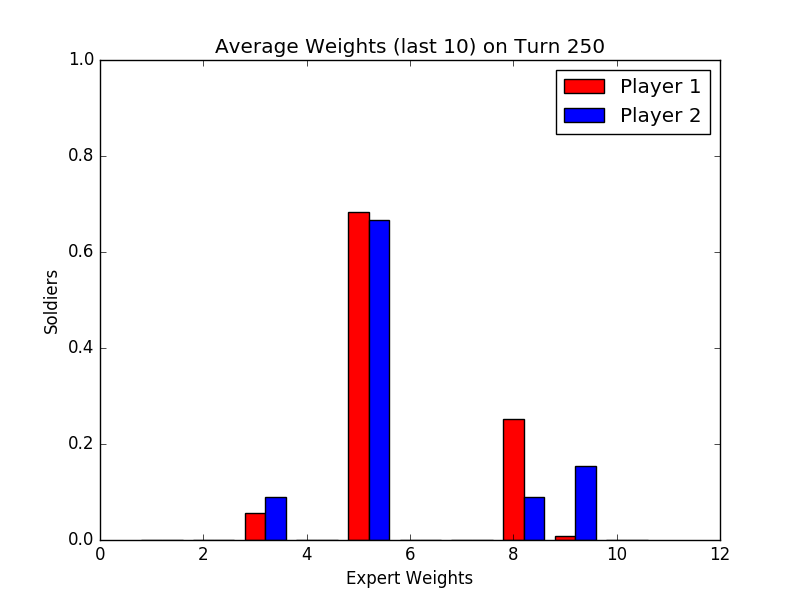 Average Weights (last 10) on Turn 250
1.0
Player 1
Player 2
0.8
0.6
Soldiers
0.4
0.2
0.0
0 2 4 6 8 10 12
Expert Weights